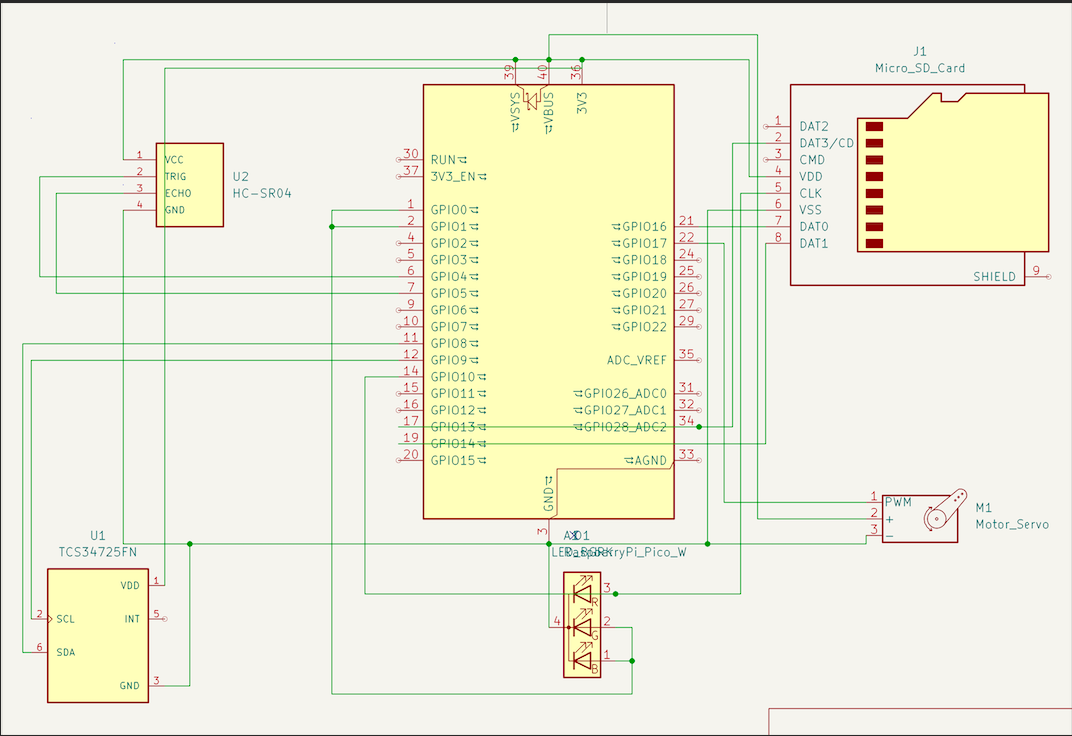 J1
Micro_SD_Card
39
40
36
VSYS
VBUS
3V3
1 DAT2
2 DAT3/CD
3 CMD
4 VDD
5 CLK
6 VSS
7 DAT0
8 DAT1
SHIELD 9
1 VCC
2 TRIG
3 ECHO
4 GND
U2
HC-SR04
30 RUN
37 3V3_EN
1 GPIO0
2 GPIO1
4 GPIO2
5 GPIO3
6 GPIO4
7 GPIO5
9 GPIO6
10 GPIO7
11 GPIO8
12 GPIO9
14 GPIO10
15 GPIO11
16 GPIO12
17 GPIO13
19 GPIO14
20 GPIO15
GPIO16 21
GPIO17 22
GPIO18 24
GPIO19 25
GPIO20 26
GPIO21 27
GPIO22 29
ADC_VREF 35
GPIO26_ADC0 31
GPIO27_ADC1 32
GPIO28_ADC2 34
AGND 33
GND
3
1 PWM
2 +
3 -
M1
Motor_Servo
U1
TCS34725FN
VDD 1
2 SCL
INT 5
6 SDA
GND 3
RaspberryPi_Pico_W
3
R
4
2
G
1
B